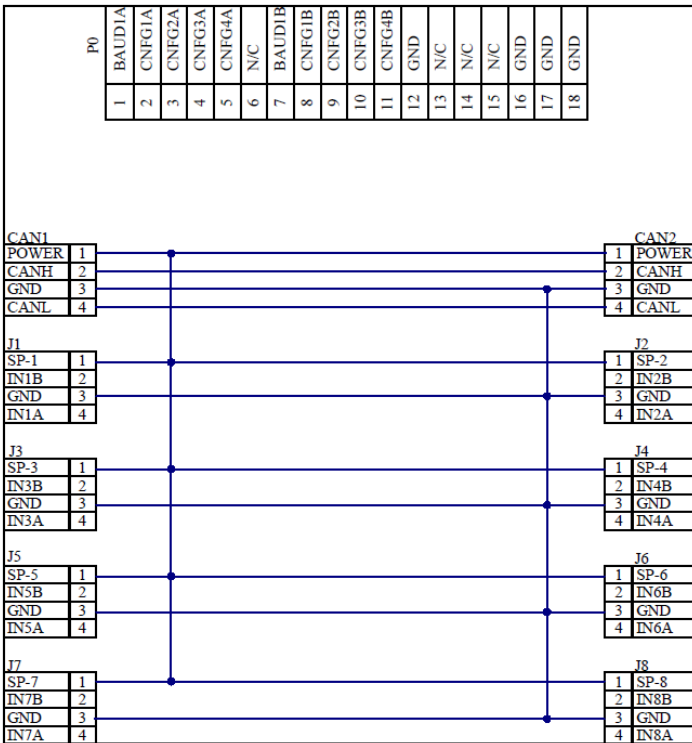 P0
BAUD1A CNFG1A CNFG2A CNFG3A CNFG4A N/C BAUD1B CNFG1B CNFG2B CNFG3B CNFG4B GND N/C N/C N/C GND GND GND
1 2 3 4 5 6 7 8 9 10 11 12 13 14 15 16 17 18
CAN1 CAN2
POWER 1 1 POWER
CANH 2 2 CANH
GND 3 3 GND
CANL 4 4 CANL
J1 J2
SP-1 1 1 SP-2
IN1B 2 2 IN2B
GND 3 3 GND
IN1A 4 4 IN2A
J3 J4
SP-3 1 1 SP-4
IN3B 2 2 IN4B
GND 3 3 GND
IN3A 4 4 IN4A
J5 J6
SP-5 1 1 SP-6
IN5B 2 2 IN6B
GND 3 3 GND
IN5A 4 4 IN6A
J7 J8
SP-7 1 1 SP-8
IN7B 2 2 IN8B
GND 3 3 GND
IN7A 4 4 IN8A